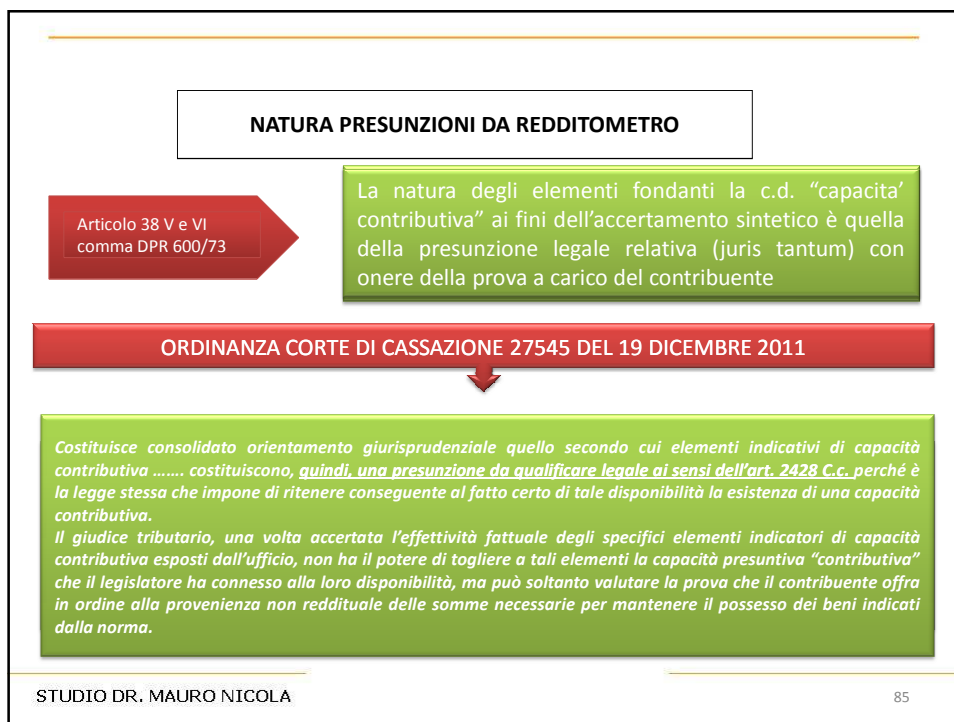 NATURA PRESUNZIONI DA REDDITOMETRO
Articolo 38 V e VI
comma DPR 600/73
La natura degli elementi fondanti la c.d. “capacita’
contributiva” ai fini dell’accertamento sintetico è quella
della presunzione legale relativa (juris tantum) con
onere della prova a carico del contribuente
ORDINANZA CORTE DI CASSAZIONE 27545 DEL 19 DICEMBRE 2011
Costituisce consolidato orientamento giurisprudenziale quello secondo cui elementi indicativi di capacità
contributiva ……. costituiscono, quindi, una presunzione da qualificare legale ai sensi dell’art. 2428 C.c. perché è
la legge stessa che impone di ritenere conseguente al fatto certo di tale disponibilità la esistenza di una capacità
contributiva.
Il giudice tributario, una volta accertata l’effettività fattuale degli specifici elementi indicatori di capacità
contributiva esposti dall’ufficio, non ha il potere di togliere a tali elementi la capacità presuntiva “contributiva”
che il legislatore ha connesso alla loro disponibilità, ma può soltanto valutare la prova che il contribuente offra
in ordine alla provenienza non reddituale delle somme necessarie per mantenere il possesso dei beni indicati
dalla norma.
STUDIO DR. MAURO NICOLA
85